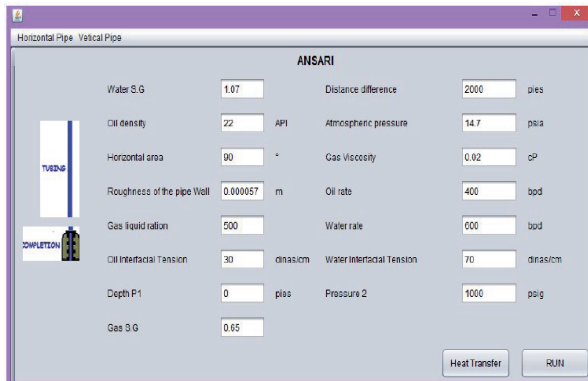 Horizontal Pipe Vetical Pipe
ANSARI
Water S.G 1.07 Distance difference 2000 pies
Oil density 22 API Atmospheric pressure 14.7 psia
Horizontal area 90 ° Gas Viscosity 0.02 cP
TUBING
Roughness of the pipe Wall 0.000057 m Oil rate 400 bpd
Gas liquid ration 500 Water rate 600 bpd
COMPLETION
Oil Interfacial Tension 30 dinas/cm Water Interfacial Tension 70 dinas/cm
Depth P1 0 pies Pressure 2 1000 psig
Gas S.G 0.65
Heat Transfer RUN